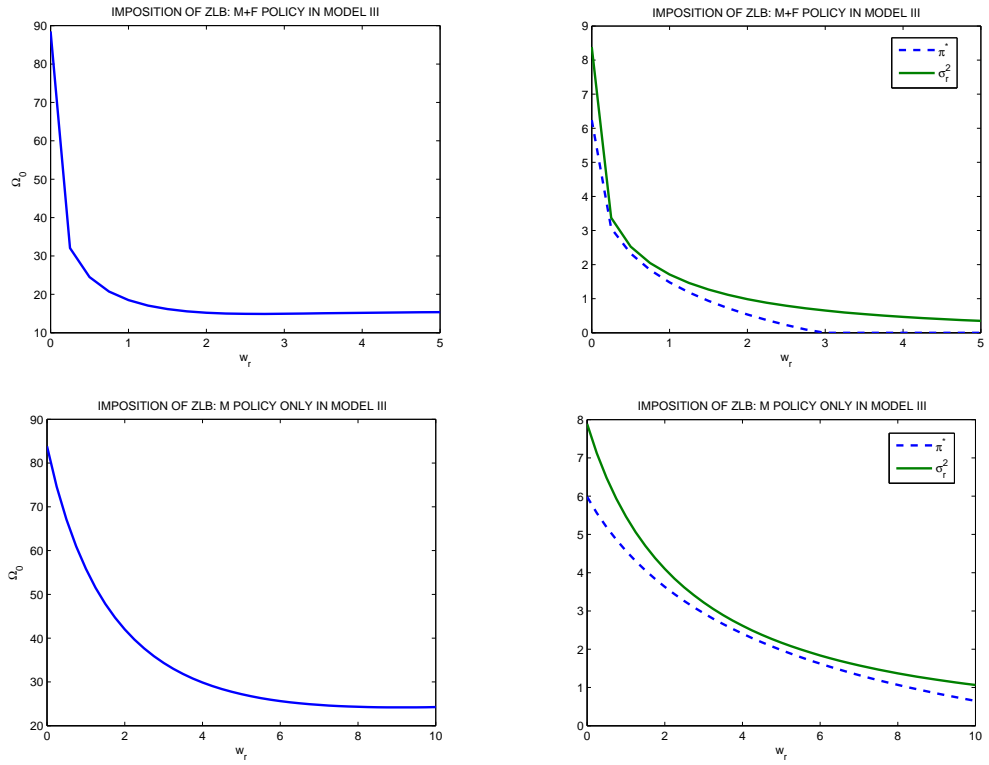 IMPOSITION OF ZLB: M+F POLICY IN MODEL III
90
80
70
60
50
40
30
20
10
Ω0
0 1 2 3 4 5
wr
IMPOSITION OF ZLB: M+F POLICY IN MODEL III
9
8
7
6
5
4
3
2
1
0
π*
σr2
0 1 2 3 4 5
wr
IMPOSITION OF ZLB: M POLICY ONLY IN MODEL III
90
80
70
60
50
40
30
20
Ω0
0 2 4 6 8 10
wr
IMPOSITION OF ZLB: M POLICY ONLY IN MODEL III
8
7
6
5
4
3
2
1
0
π*
σr2
0 2 4 6 8 10
wr